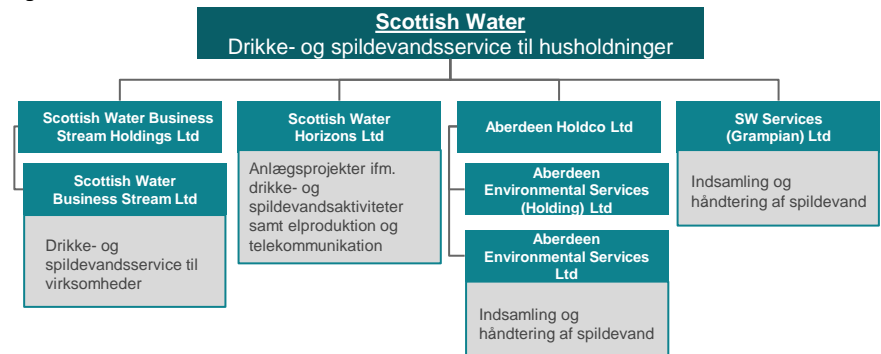 Scottish Water
Drikke- og spildevandsservice til husholdninger
Scottish Water Business
Stream Holdings Ltd
Scottish Water
Business Stream Ltd
Drikke- og
spildevandsservice til
virksomheder
Scottish Water
Horizons Ltd
Anlægsprojekter ifm.
drikke- og
spildevandsaktiviteter
samt elproduktion og
telekommunikation
Aberdeen Holdco Ltd
Aberdeen
Environmental Services
(Holding) Ltd
Aberdeen
Environmental Services
Ltd
Indsamling og
håndtering af spildevand
SW Services
(Grampian) Ltd
Indsamling og
håndtering af spildevand